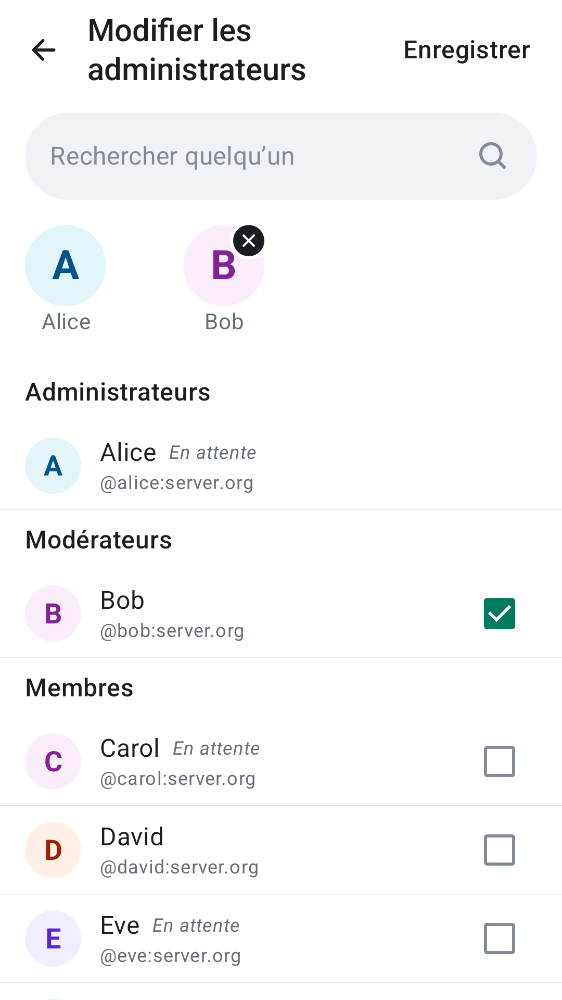 Modifier les
administrateurs
Enregistrer
Rechercher quelqu’un
A
B
Alice
Bob
Administrateurs
A
Alice En attente
@alice:server.org
Modérateurs
B
Bob
@bob:server.org
Membres
C
Carol En attente
@carol:server.org
D
David
@david:server.org
E
Eve En attente
@eve:server.org